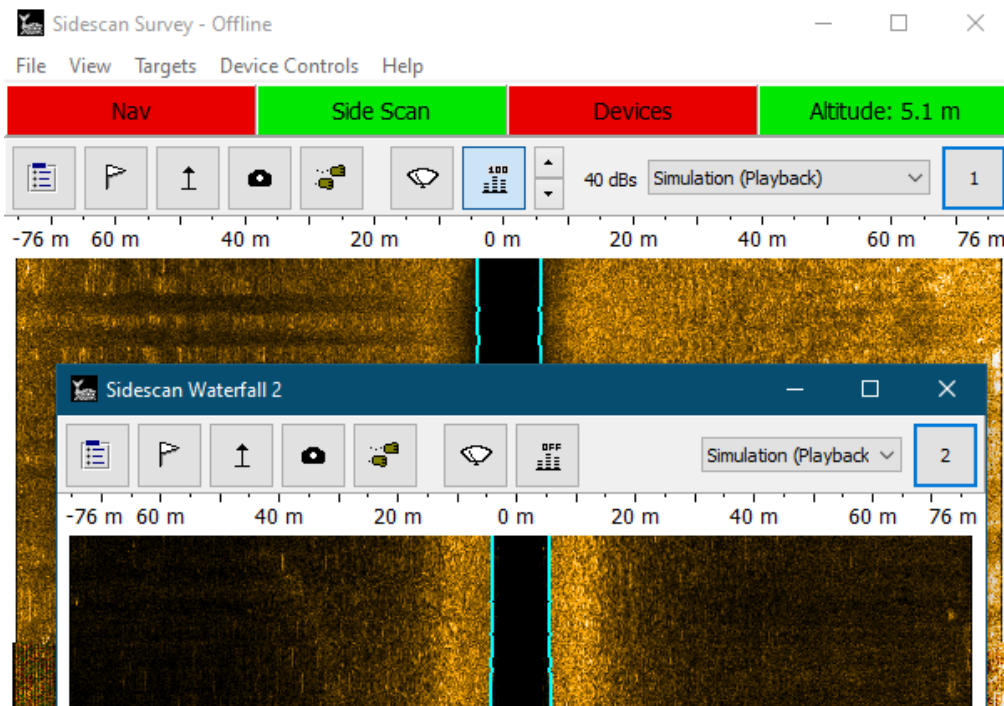 Sidescan Survey - Offline
File View Targets Device Controls Help
Nav Side Scan Devices Altitude: 5.1 m
100 40 dBs Simulation (Playback) 1
-76 m 60 m 40 m 20 m 0 m 20 m 40 m 60 m 76 m
Sidescan Waterfall 2
OFF Simulation (Playback 2
-76 m 60 m 40 m 20 m 0 m 20 m 40 m 60 m 76 m